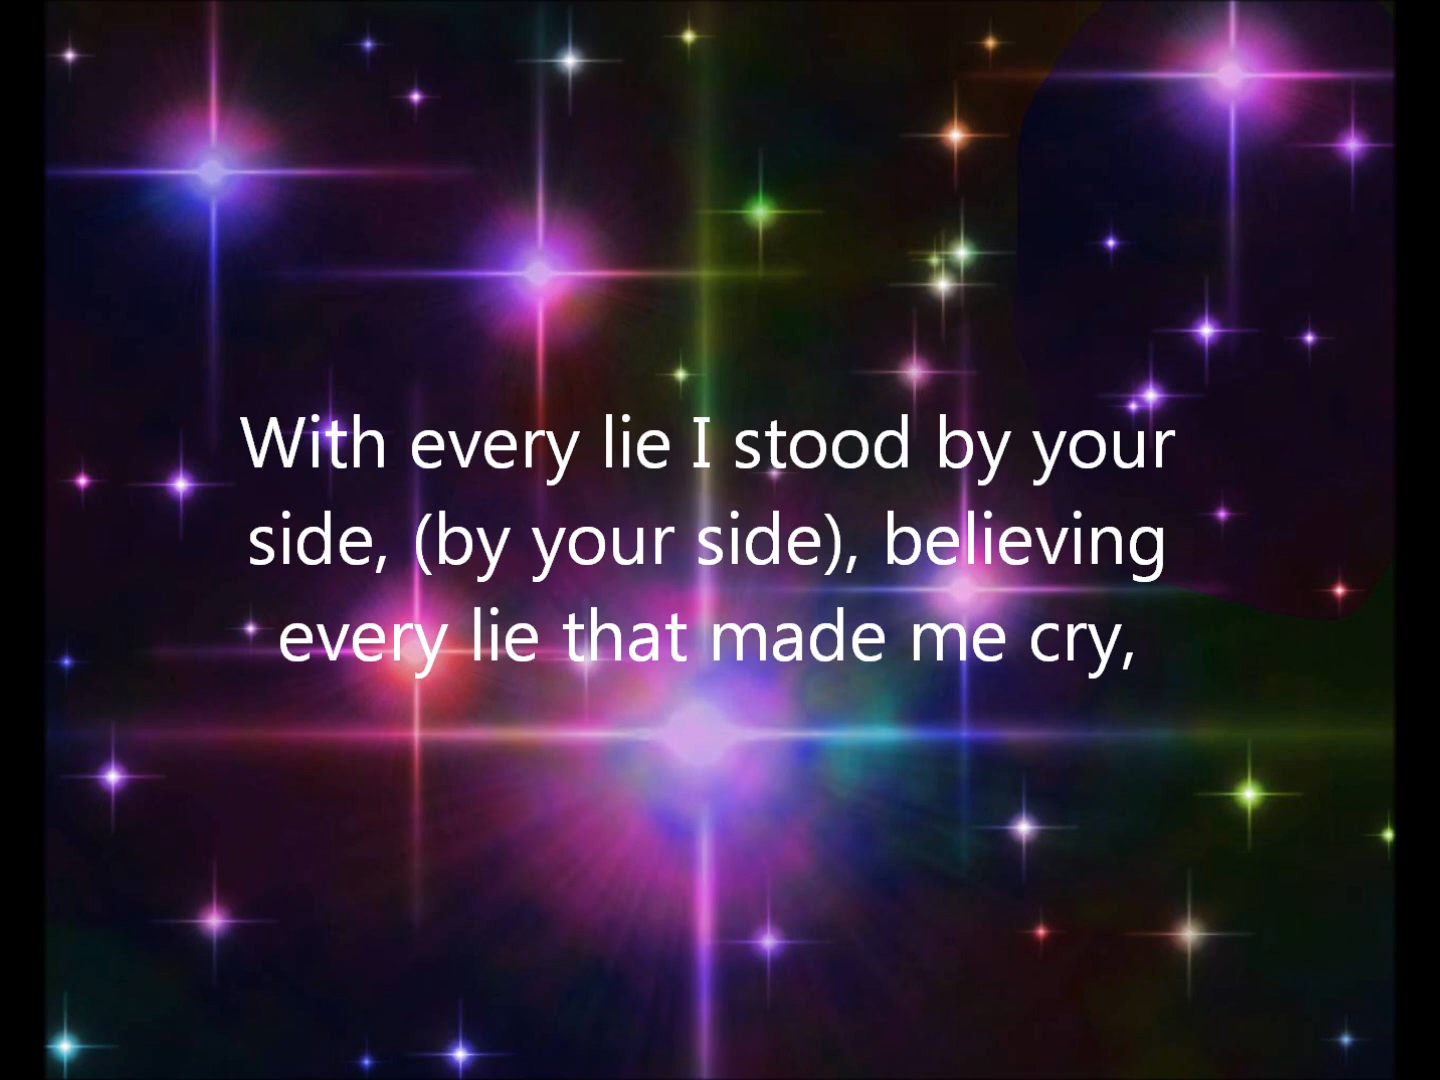 With every lie I stood by your
side, (by your side), believing
every lie that made me cry,